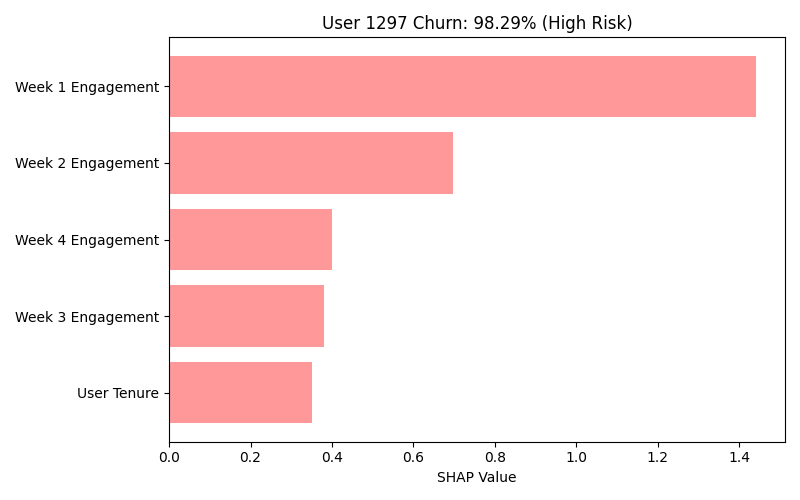 User 1297 Churn: 98.29% (High Risk)
Week 1 Engagement
Week 2 Engagement
Week 4 Engagement
Week 3 Engagement
User Tenure
0.0 0.2 0.4 0.6 0.8 1.0 1.2 1.4
SHAP Value